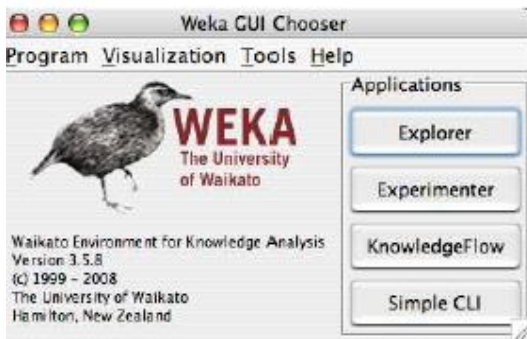 Weka GUI Chooser
Program Visualization Tools Help
WEKA
The University
of Waikato
Waikato Environment for Knowledge Analysis
Version 3.5.8
(c) 1999 - 2008
The University of Waikato
Hamilton, New Zealand
Applications
Explorer
Experimenter
KnowledgeFlow
Simple CLI